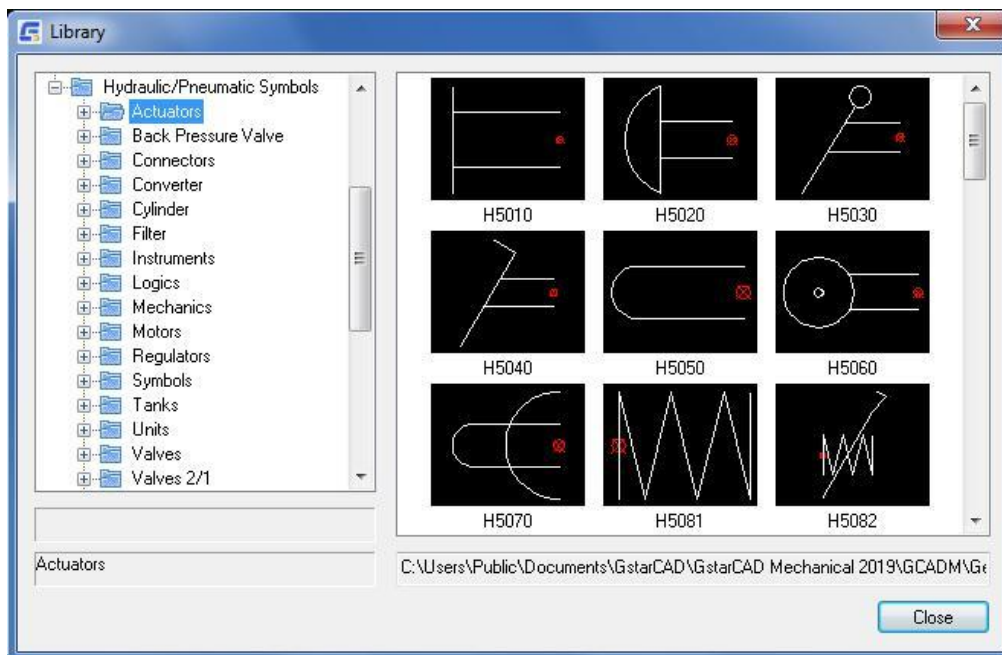 Library
Hydraulic/Pneumatic Symbols
Actuators
Back Pressure Valve
Connectors
Converter
Cylinder
Filter
Instruments
Logics
Mechanics
Motors
Regulators
Symbols
Tanks
Units
Valves
Valves 2/1
H5010 H5020 H5030
H5040 H5050 H5060
H5070 H5081 H5082
Actuators
C:\Users\Public\Documents\GstarCAD\GstarCAD Mechanical 2019\GCADM\Ge
Close